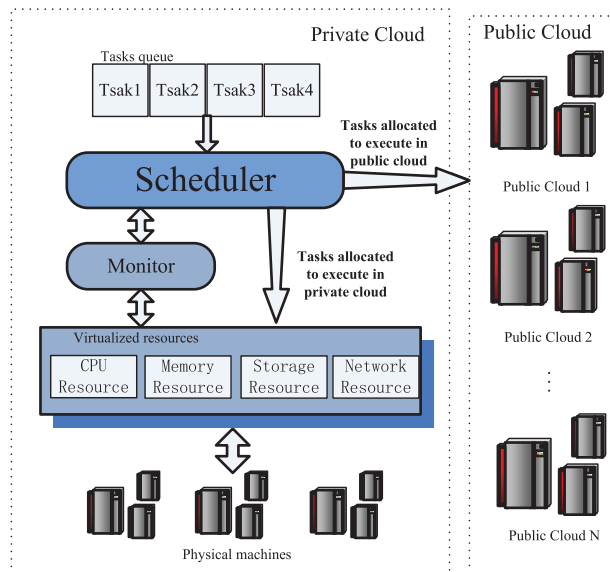 Private Cloud
Public Cloud
Tasks queue
Tsak1 Tsak2 Tsak3 Tsak4
Tasks allocated
to execute in
public cloud
Scheduler
Public Cloud 1
Monitor
Tasks allocated
to execute in
private cloud
Virtualized resources
CPU
Resource
Memory
Resource
Storage
Resource
Network
Resource
Public Cloud 2
Physical machines
Public Cloud N